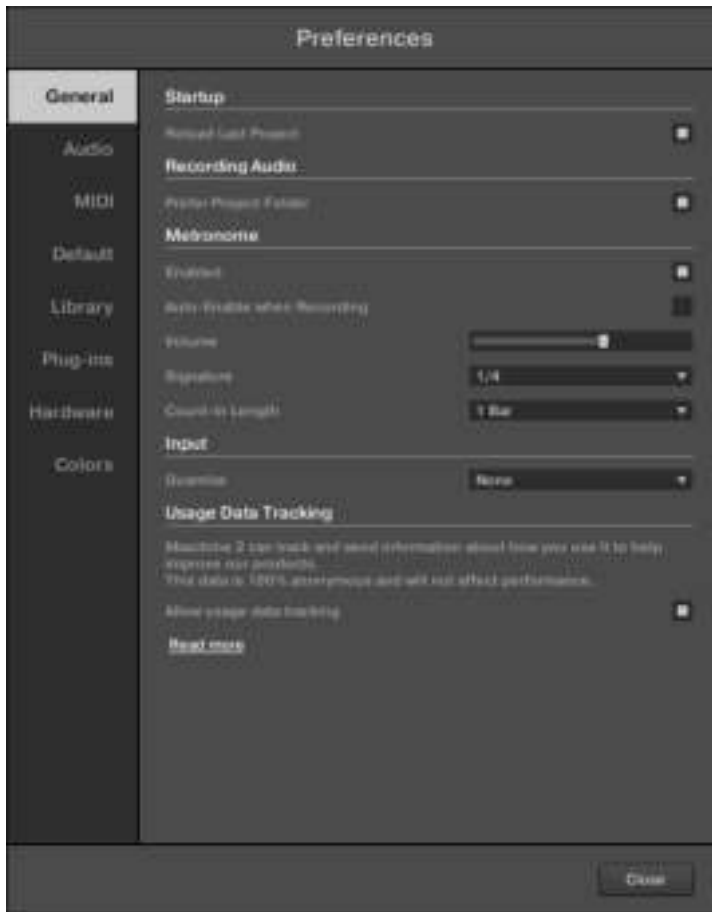 Preferences
General
Audio
MIDI
Default
Library
Plug-ins
Hardware
Colors
Startup
Reload Last Project
Recording Audio
Prefer Project Folder
Metronome
Enabled
Auto-Enable when Recording
Volume
Signature
1/4
Count-in Length
1 Bar
Input
Quantize
None
Usage Data Tracking
Maschine 2 can track and send information about how you use it to help
improve our products.
This data is 100% anonymous and will not affect performance.
Allow usage data tracking
Read more
Close